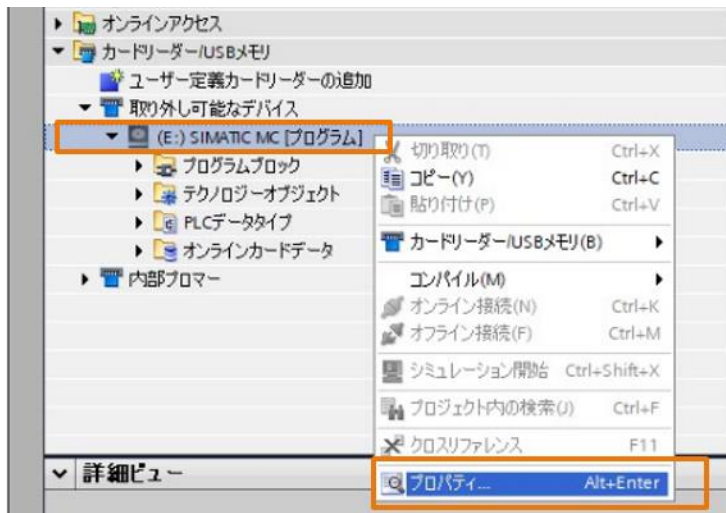 オンラインアクセス
カードリーダー/USBメモリ
ユーザー定義カードリーダーの追加
取り外し可能なデバイス
(E:) SIMATIC MC [プログラム]
プログラムブロック
テクノロジーオブジェクト
PLCデータタイプ
オンラインカードデータ
内部プロマー
切り取り(T) Ctrl+X
コピー(Y) Ctrl+C
貼り付け(P) Ctrl+V
カードリーダー/USBメモリ(B)
コンパイル(M)
オンライン接続(N) Ctrl+K
オフライン接続(F) Ctrl+M
シミュレーション開始 Ctrl+Shift+X
プロジェクト内の検索(J) Ctrl+F
クロスリファレンス F11
プロパティ... Alt+Enter
詳細ビュー